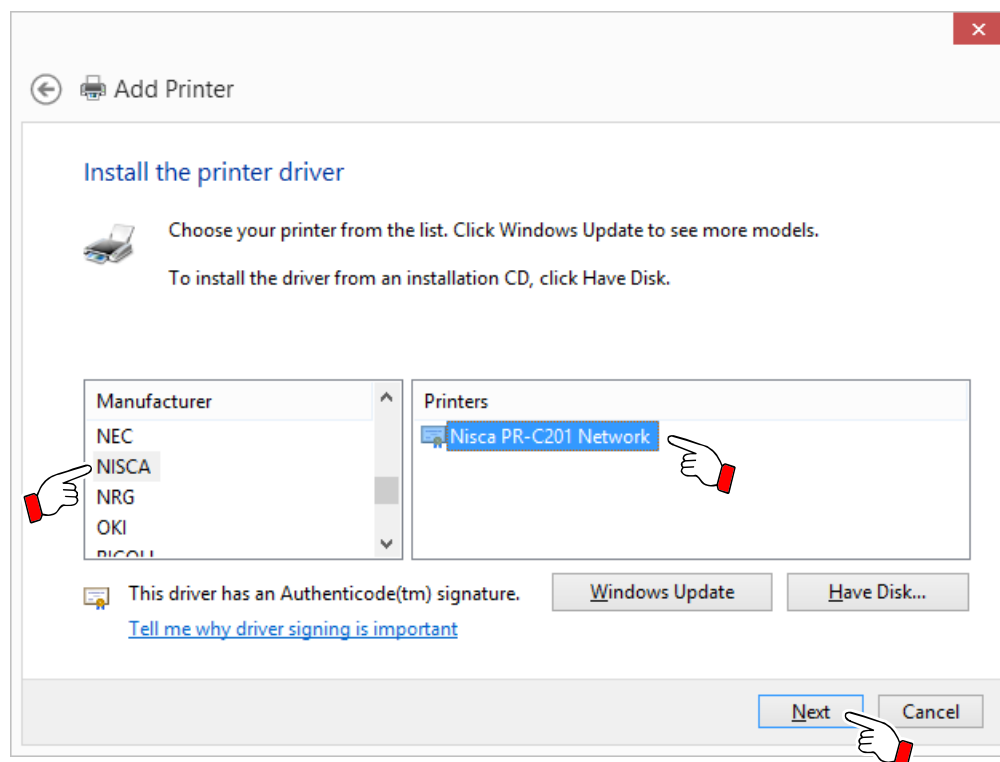 Add Printer
Install the printer driver
Choose your printer from the list. Click Windows Update to see more models.
To install the driver from an installation CD, click Have Disk.
Manufacturer
NEC
NISCA
NRG
OKI
Printers
Nisca PR-C201 Network
This driver has an Authenticode(tm) signature.
Tell me why driver signing is important
Windows Update
Have Disk...
Next
Cancel